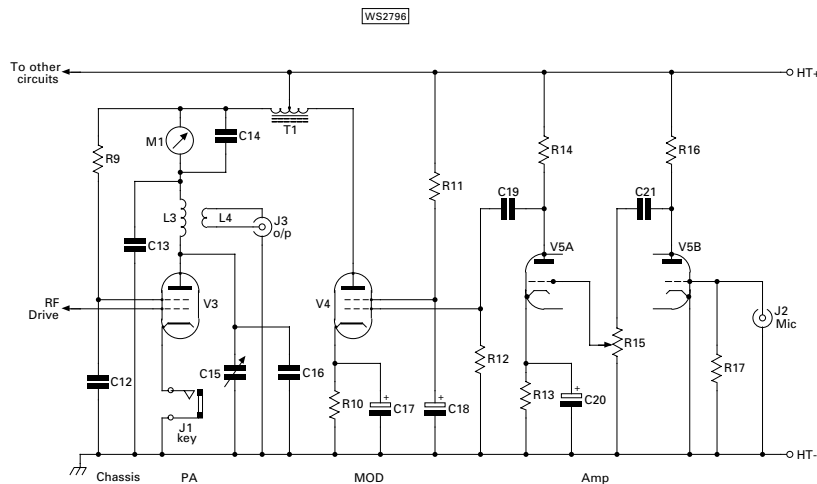 WS2796
To other
circuits
HT+
M1
C14
T1
R9
R14
R16
R11
C19
C21
L3
L4
J3
o/p
C13
V5A
V5B
RF
Drive
V3
V4
J2
Mic
R15
C12
C15
C16
R12
R17
R10
C17
C18
R13
C20
J1
key
HT-
Chassis
PA
MOD
Amp